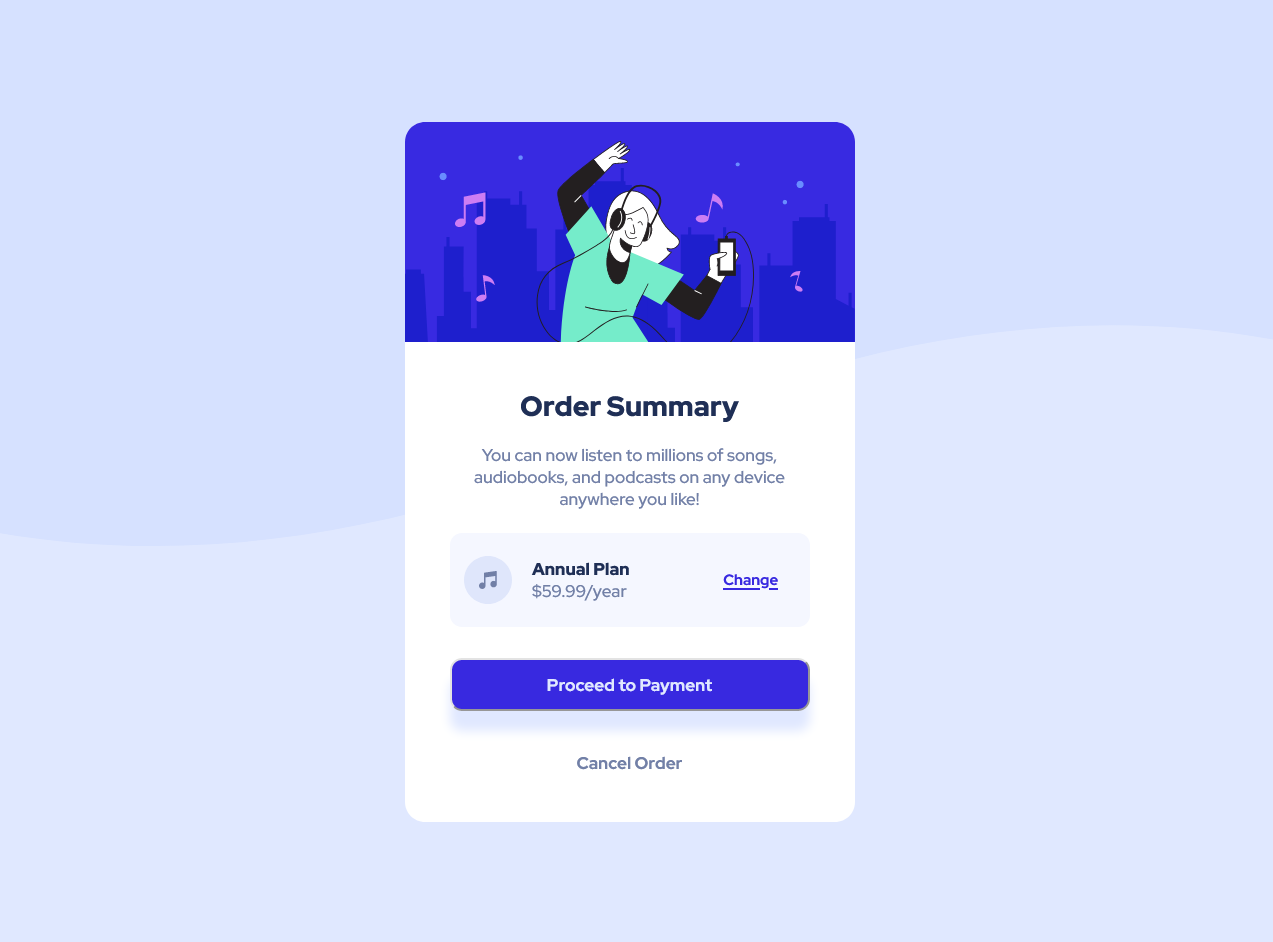 Order Summary
You can now listen to millions of songs,
audiobooks, and podcasts on any device
anywhere you like!
Annual Plan
$59.99/year
Change
Proceed to Payment
Cancel Order